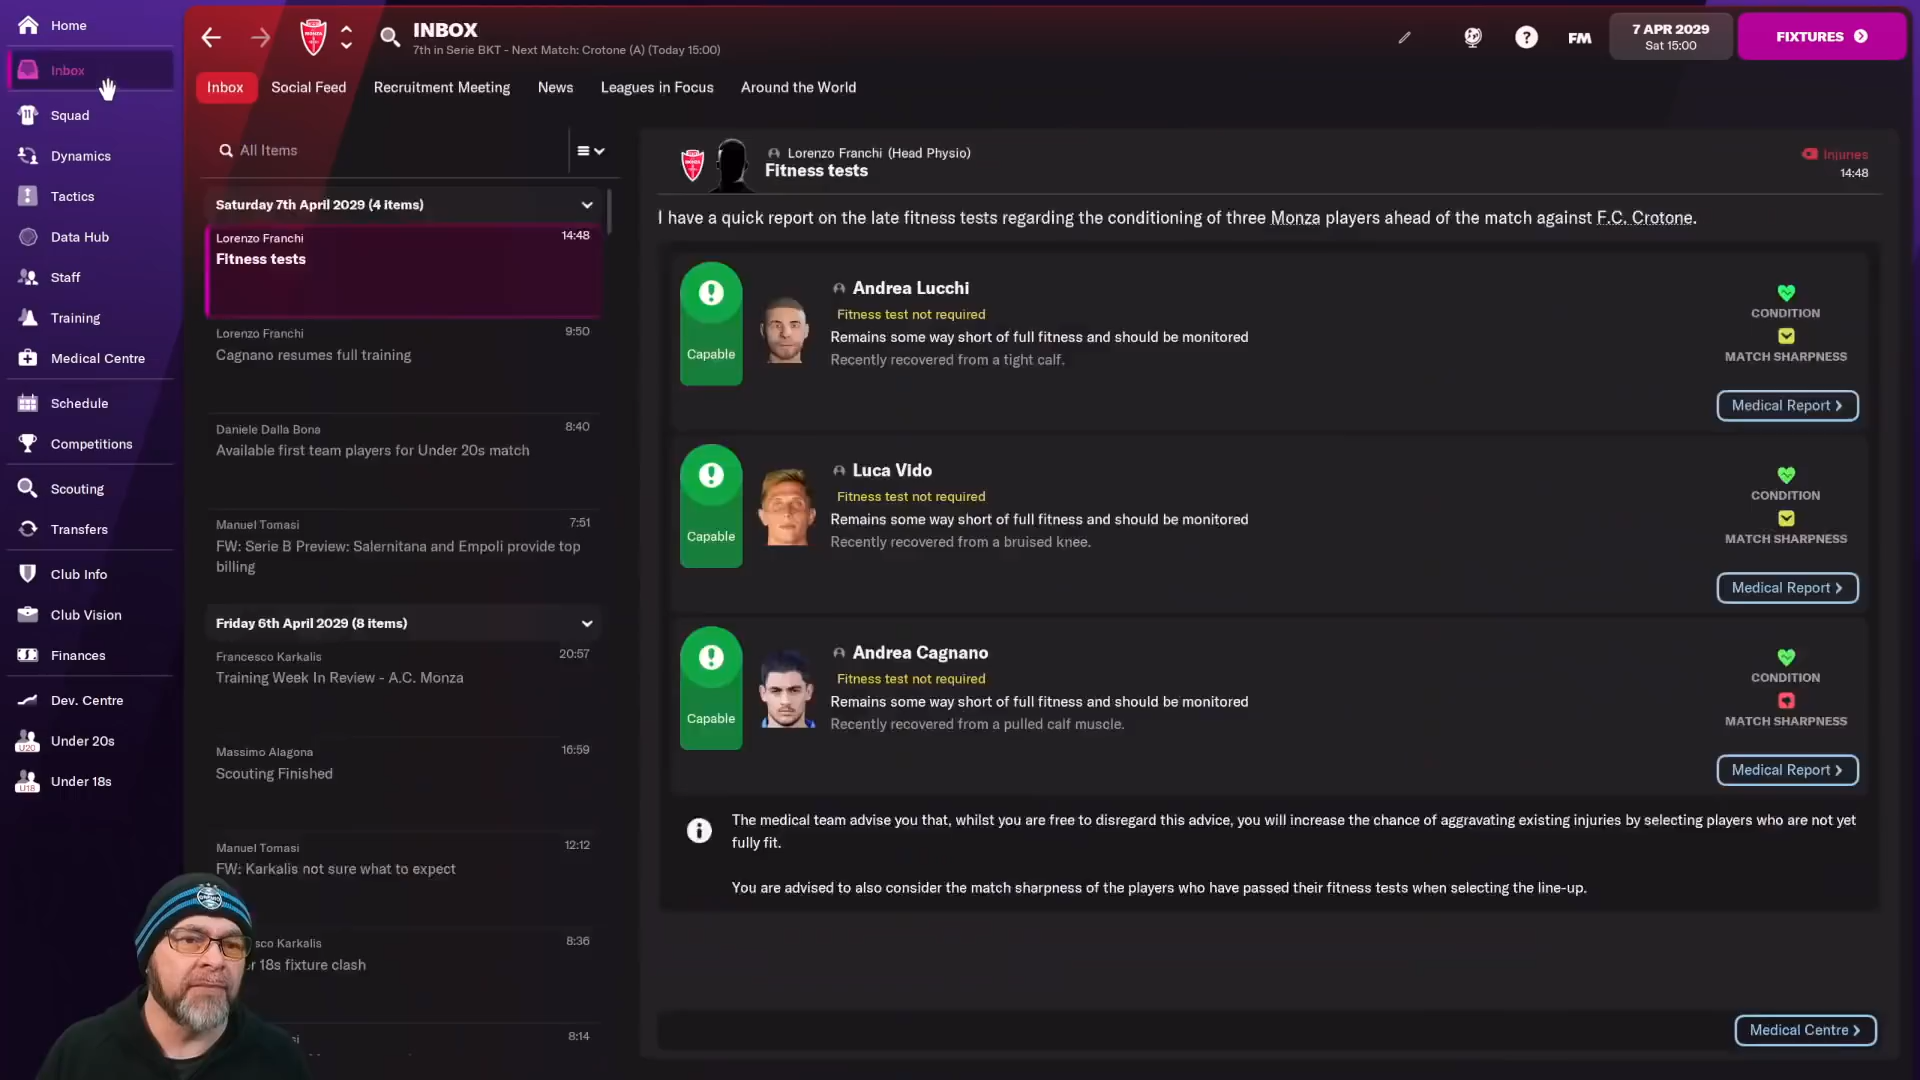 Home
Inbox
Squad
Dynamics
Tactics
Data Hub
Staff
Training
Medical Centre
Schedule
Competitions
Scouting
Transfers
Club Info
Club Vision
Finances
Dev. Centre
Under 20s
Under 18s
INBOX
7th in Serie BKT - Next Match: Crotone (A) (Today 15:00)
FM
7 APR 2029
Sat 15:00
FIXTURES
Inbox Social Feed Recruitment Meeting News Leagues in Focus Around the World
All Items
Saturday 7th April 2029 (4 items)
Lorenzo Franchi 14:48
Fitness tests
Lorenzo Franchi 9:50
Cagnano resumes full training
Daniele Dalla Bona 8:40
Available first team players for Under 20s match
Manuel Tomasi 7:51
FW: Serie B Preview: Salernitana and Empoli provide top
billing
Friday 6th April 2029 (8 items)
Francesco Karkalis 20:57
Training Week In Review - A.C. Monza
Massimo Alagona 16:59
Scouting Finished
Manuel Tomasi 12:12
FW: Karkalis not sure what to expect
sco Karkalis 8:36
r 18s fixture clash
8:14
Lorenzo Franchi (Head Physio)
Fitness tests
Injuries
14:48
I have a quick report on the late fitness tests regarding the conditioning of three Monza players ahead of the match against F.C. Crotone.
Capable
Andrea Lucchi
Fitness test not required
Remains some way short of full fitness and should be monitored
Recently recovered from a tight calf.
CONDITION
MATCH SHARPNESS
Medical Report
Capable
Luca Vido
Fitness test not required
Remains some way short of full fitness and should be monitored
Recently recovered from a bruised knee.
CONDITION
MATCH SHARPNESS
Medical Report
Capable
Andrea Cagnano
Fitness test not required
Remains some way short of full fitness and should be monitored
Recently recovered from a pulled calf muscle.
CONDITION
MATCH SHARPNESS
Medical Report
The medical team advise you that, whilst you are free to disregard this advice, you will increase the chance of aggravating existing injuries by selecting players who are not yet
fully fit.
You are advised to also consider the match sharpness of the players who have passed their fitness tests when selecting the line-up.
Medical Centre